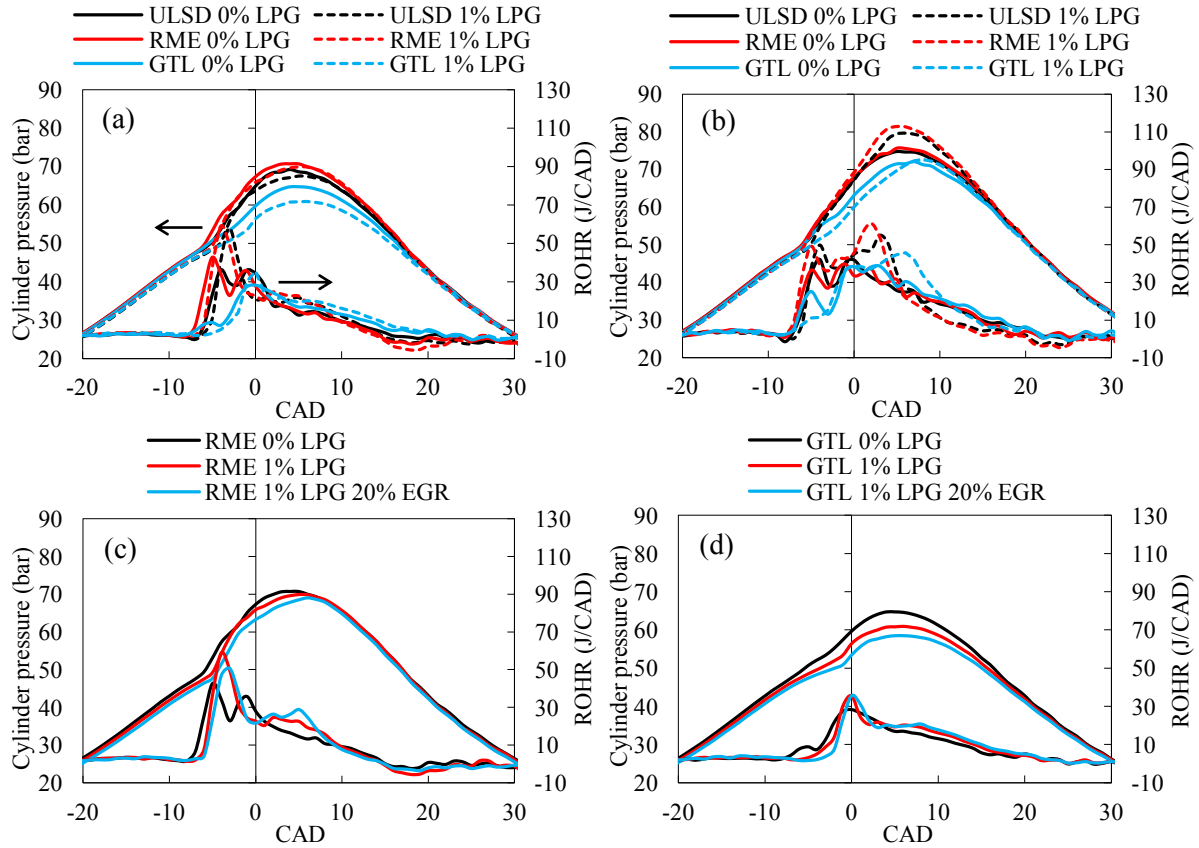 ULSD 0% LPG ULSD 1% LPG
RME 0% LPG RME 1% LPG
GTL 0% LPG GTL 1% LPG
90 130
80 (a) 110
70 90
60 70
50 50
40 30
30 10
20 -10
-20 -10 0 10 20 30
Cylinder pressure (bar)
ROHR (J/CAD)
CAD
ULSD 0% LPG ULSD 1% LPG
RME 0% LPG RME 1% LPG
GTL 0% LPG GTL 1% LPG
90 130
80 (b) 110
70 90
60 70
50 50
40 30
30 10
20 -10
-20 -10 0 10 20 30
Cylinder pressure (bar)
ROHR (J/CAD)
CAD
RME 0% LPG
RME 1% LPG
RME 1% LPG 20% EGR
90 130
80 (c) 110
70 90
60 70
50 50
40 30
30 10
20 -10
-20 -10 0 10 20 30
Cylinder pressure (bar)
ROHR (J/CAD)
CAD
GTL 0% LPG
GTL 1% LPG
GTL 1% LPG 20% EGR
90 130
80 (d) 110
70 90
60 70
50 50
40 30
30 10
20 -10
-20 -10 0 10 20 30
Cylinder pressure (bar)
ROHR (J/CAD)
CAD